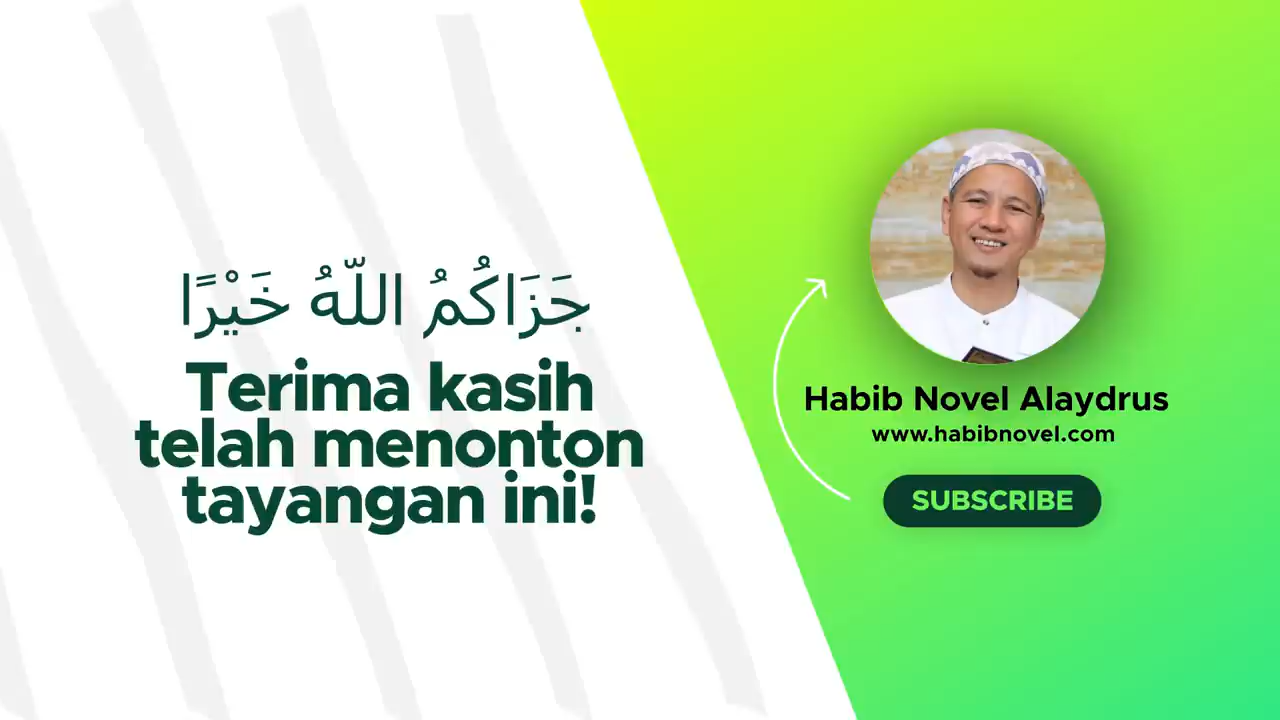 جَزَاكُمُ اللّهُ خَيْرًا
Terima kasih
telah menonton
tayangan ini!
Habib Novel Alaydrus
www.habibnovel.com
SUBSCRIBE